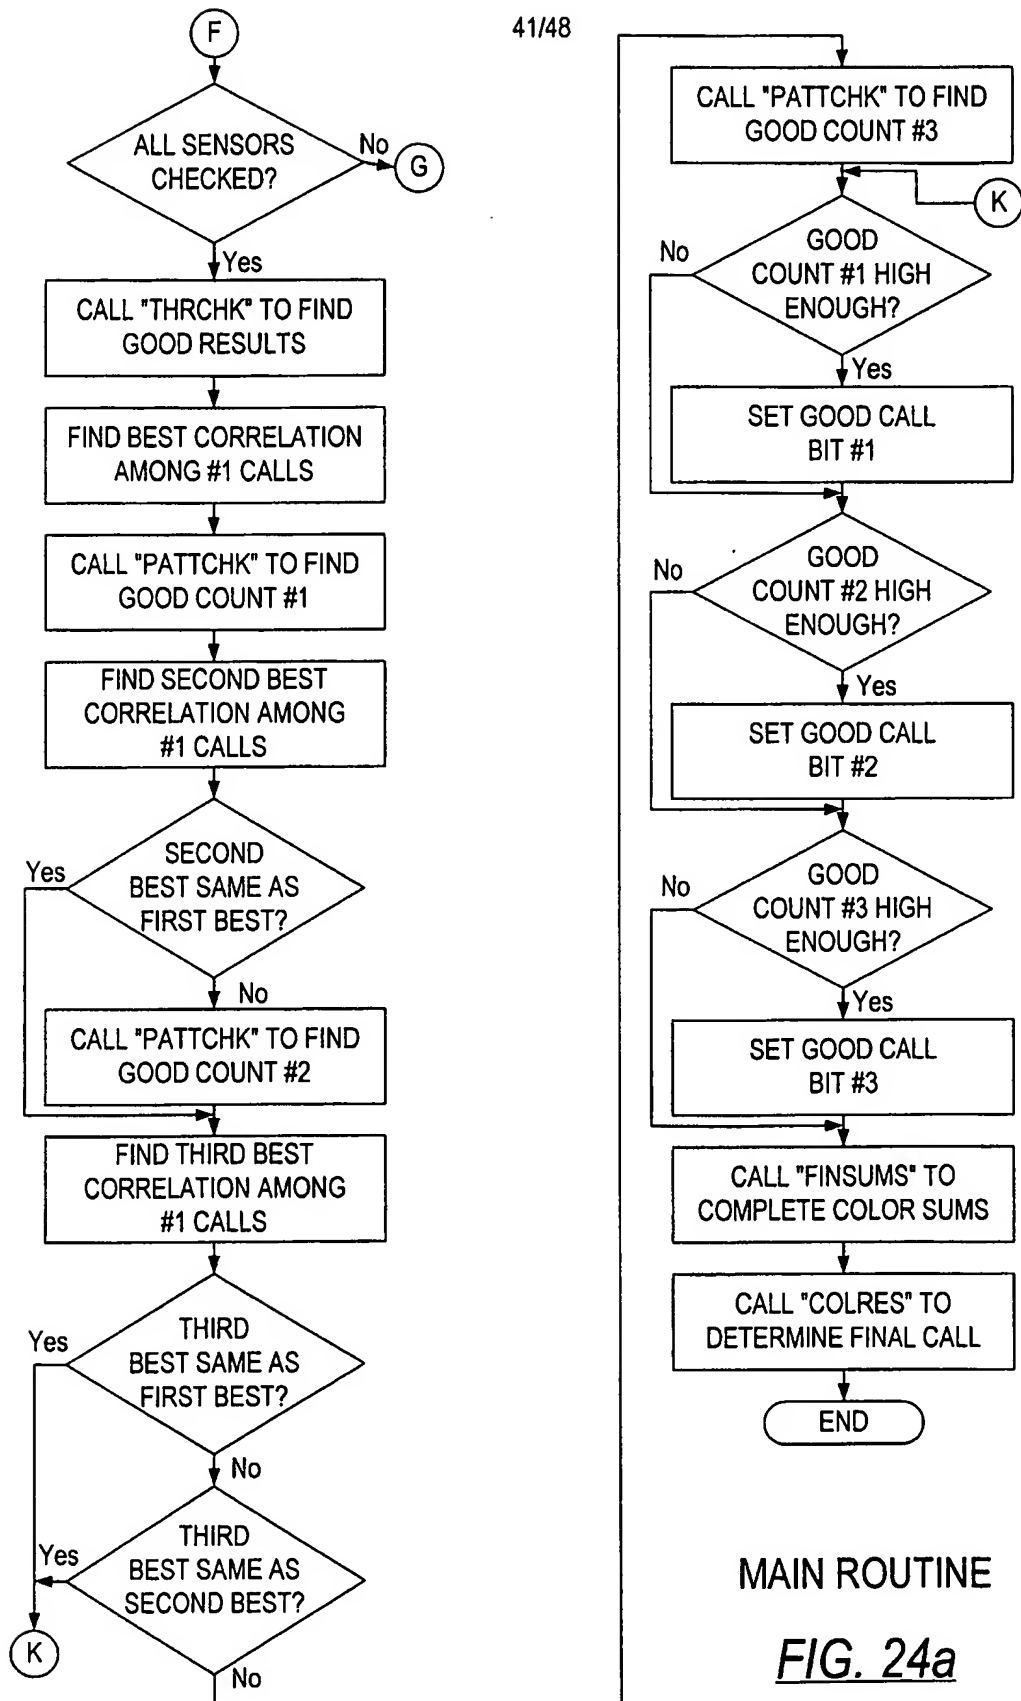 41/48
F
ALL SENSORS
CHECKED?
No
G
Yes
CALL "THRCHK" TO FIND
GOOD RESULTS
FIND BEST CORRELATION
AMONG #1 CALLS
CALL "PATTCHK" TO FIND
GOOD COUNT #1
FIND SECOND BEST
CORRELATION AMONG
#1 CALLS
SECOND
BEST SAME AS
FIRST BEST?
Yes
No
CALL "PATTCHK" TO FIND
GOOD COUNT #2
FIND THIRD BEST
CORRELATION AMONG
#1 CALLS
THIRD
BEST SAME AS
FIRST BEST?
Yes
No
THIRD
BEST SAME AS
SECOND BEST?
Yes
K
No
CALL "PATTCHK" TO FIND
GOOD COUNT #3
K
GOOD
COUNT #1 HIGH
ENOUGH?
No
Yes
SET GOOD CALL
BIT #1
GOOD
COUNT #2 HIGH
ENOUGH?
No
Yes
SET GOOD CALL
BIT #2
GOOD
COUNT #3 HIGH
ENOUGH?
No
Yes
SET GOOD CALL
BIT #3
CALL "FINSUMS" TO
COMPLETE COLOR SUMS
CALL "COLRES" TO
DETERMINE FINAL CALL
END
MAIN ROUTINE
FIG. 24a